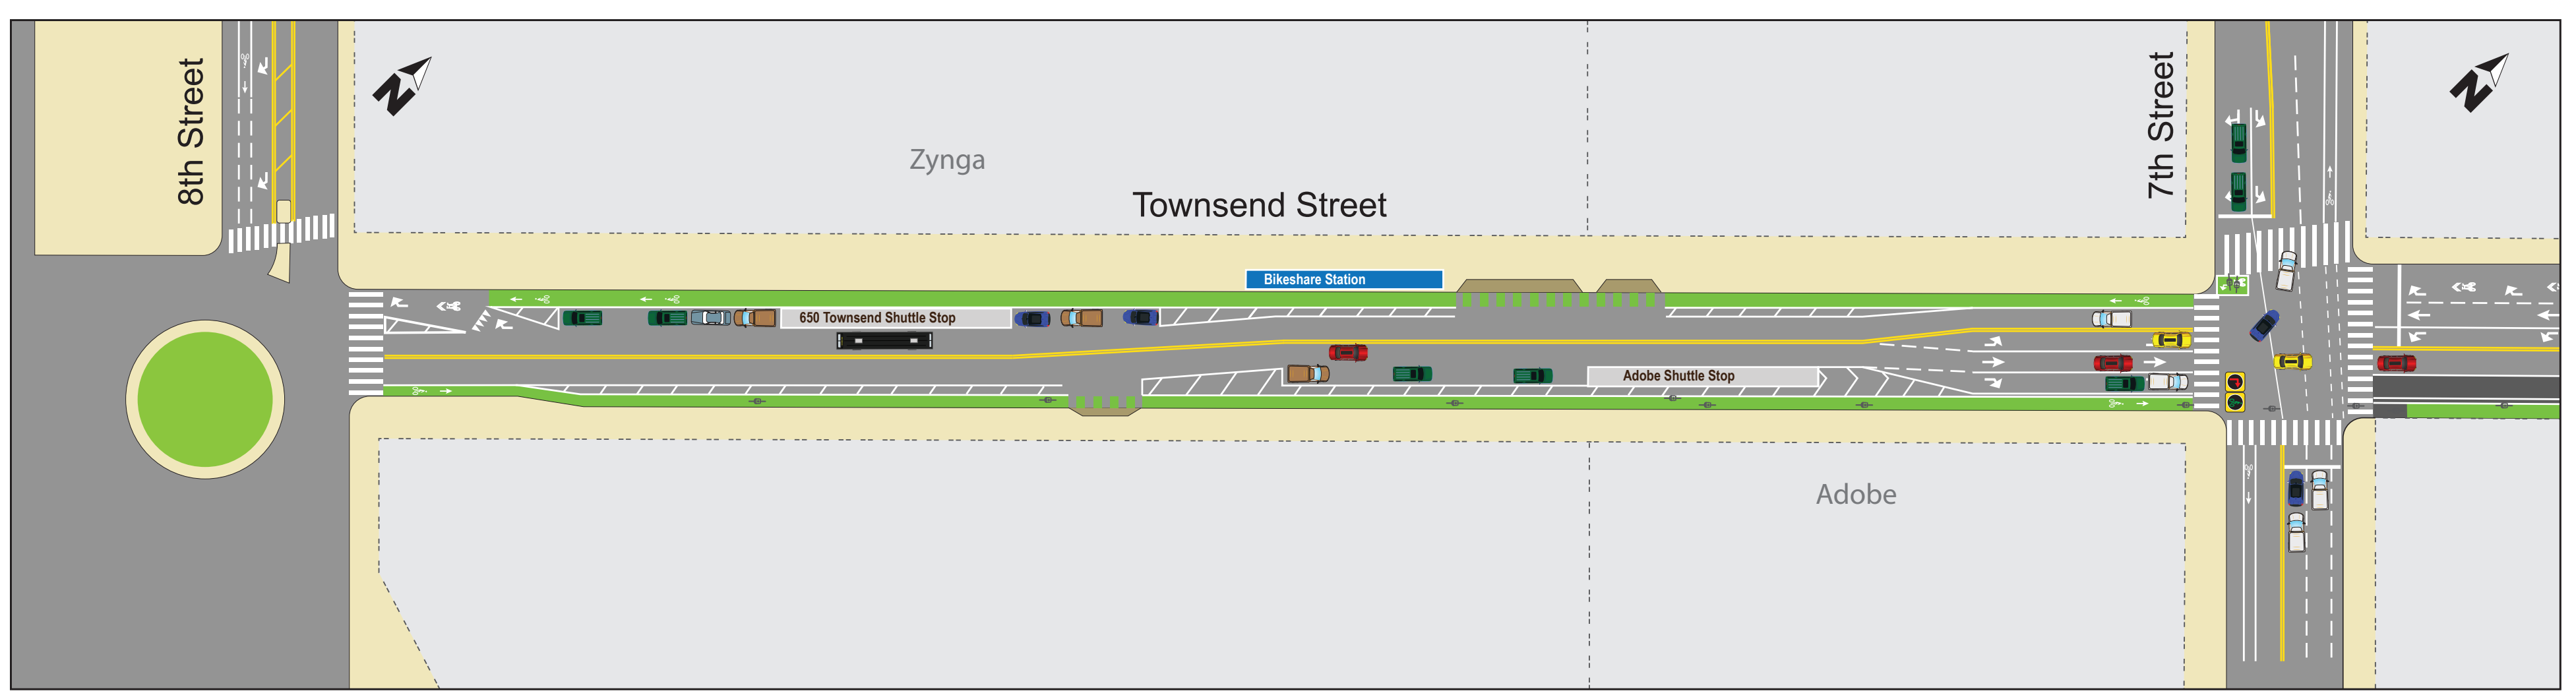 8th Street
N
Zynga
Townsend Street
7th Street
N
Bikeshare Station
650 Townsend Shuttle Stop
Adobe Shuttle Stop
Adobe